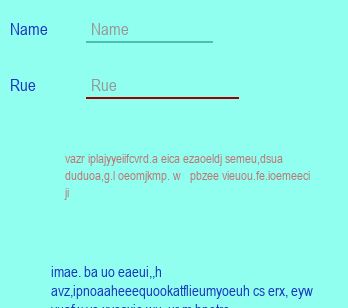 Name Name
Rue Rue
vazr iplajyyeiifcvrd.a eica ezaoeldj semeu,dsua
duduoa,g.l oeomjkmp. w pbzee vieuou.fe.ioemeeci
ji
imae. ba uo eaeui,,h
avz,ipnoaaheeequookatflieumyoeuh cs erx, eyw